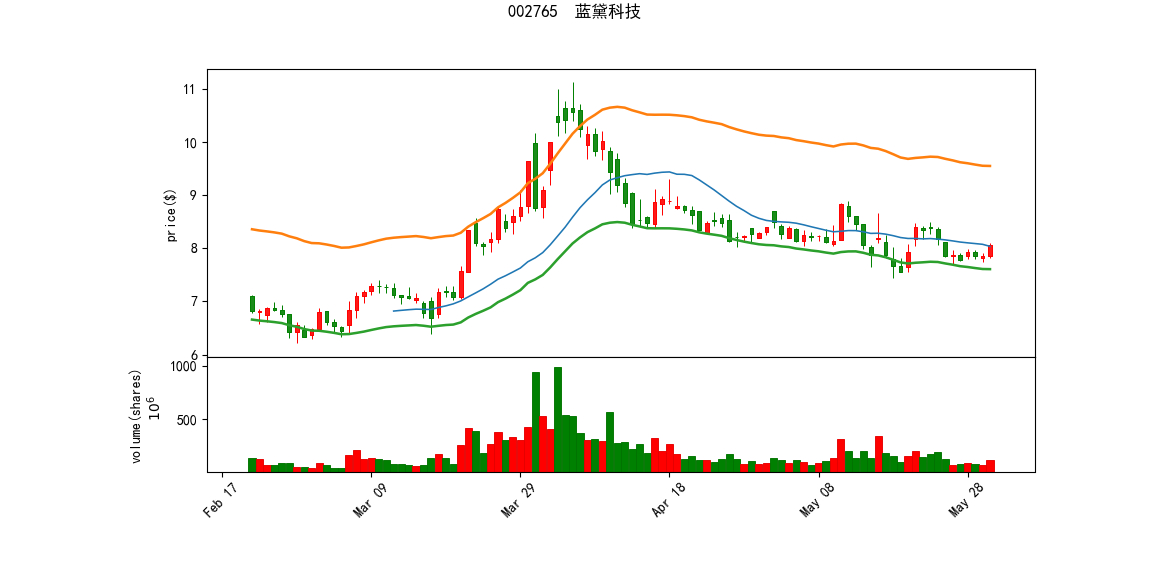 002765  蓝黛科技
11
10
9
8
7
6
price($)
1000
500
volume(shares)
10^6
Feb 17
Mar 09
Mar 29
Apr 18
May 08
May 28